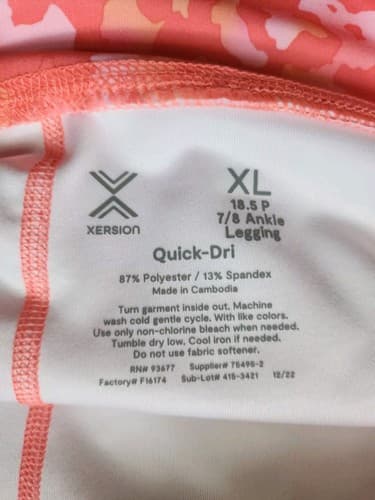 XERSION
XL
18.5 P
7/8 Ankle
Legging
Quick-Dri
87% Polyester / 13% Spandex
Made in Cambodia
Turn garment inside out. Machine
wash cold gentle cycle. With like colors.
Use only non-chlorine bleach when needed.
Tumble dry low, Cool iron if needed.
Do not use fabric softener.
RN# 93677 Supplier# 75495-2
Factory# F16174 Sub-Lot# 415-3421 12/22